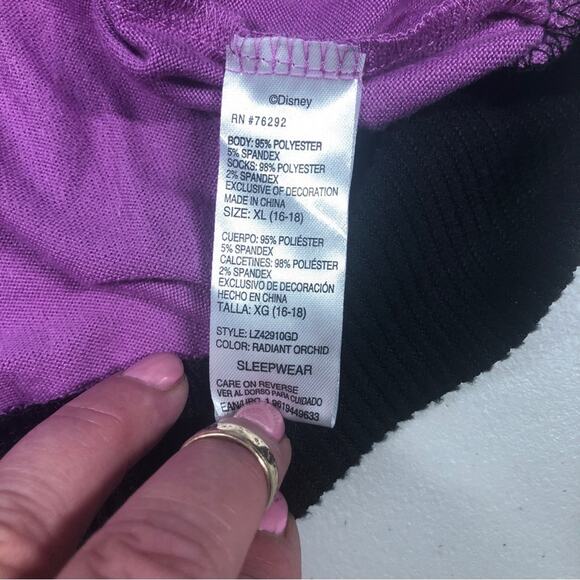 ©Disney
RN #76292
BODY: 95% POLYESTER
5% SPANDEX
SOCKS: 98% POLYESTER
2% SPANDEX
EXCLUSIVE OF DECORATION
MADE IN CHINA
SIZE: XL (16-18)
CUERPO: 95% POLIÉSTER
5% SPANDEX
CALCETINES: 98% POLIÉSTER
2% SPANDEX
EXCLUSIVO DE DECORACIÓN
HECHO EN CHINA
TALLA: XG (16-18)
STYLE: LZ42910GD
COLOR: RADIANT ORCHID
SLEEPWEAR
CARE ON REVERSE
VER AL DORSO PARA CUIDADO
EAN/UPC